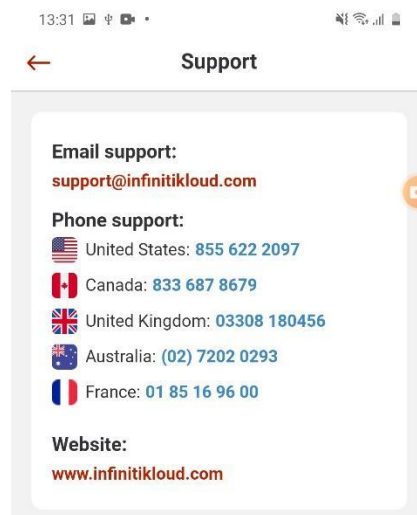 13:31
Support
Email support:
support@infinitikloud.com
Phone support:
United States: 855 622 2097
Canada: 833 687 8679
United Kingdom: 03308 180456
Australia: (02) 7202 0293
France: 01 85 16 96 00
Website:
www.infinitikloud.com